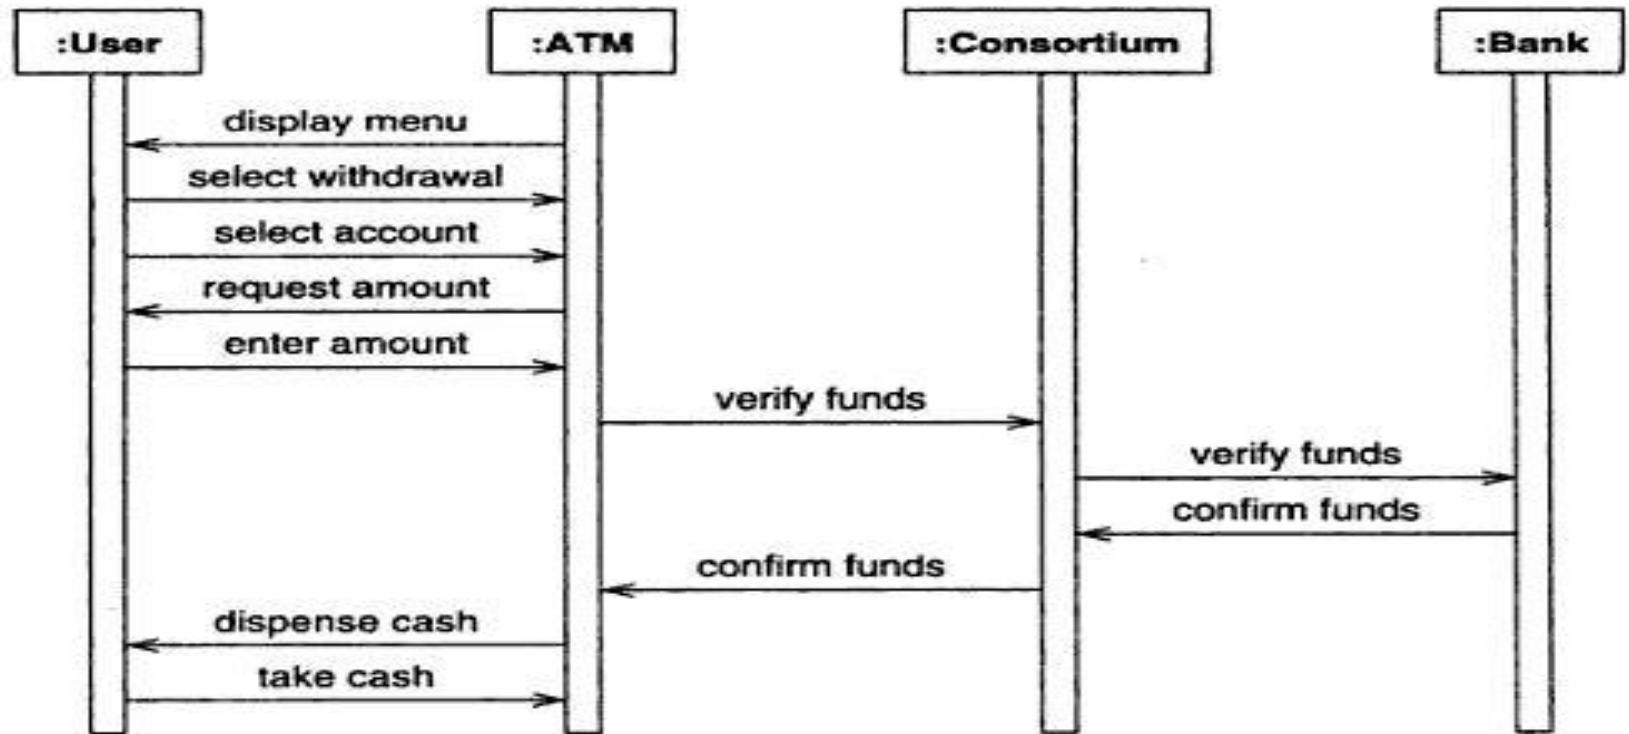 :User
:ATM
:Consortium
:Bank
display menu
select withdrawal
select account
request amount
enter amount
verify funds
verify funds
confirm funds
confirm funds
dispense cash
take cash